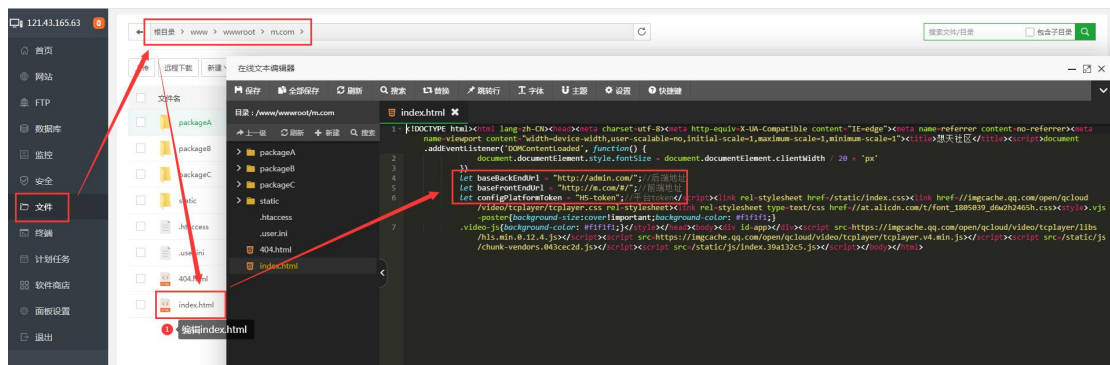 121.43.165.63 0
首页
网站
FTP
数据库
监控
安全
文件
终端
计划任务
软件商店
面板设置
退出
根目录 > www > wwwroot > m.com >
搜索文件/目录 包含子目录
远程下载 新建
文件名
packageA
packageB
packageC
static
.htaccess
.user.ini
404.html
index.html
1 编辑index.html
在线文本编辑器
保存 全部保存 刷新 搜索 替换 跳转行 字体 主题 设置 快捷键
目录：/www/wwwroot/m.com
上一级 刷新 新建 搜索
packageA
packageB
packageC
static
.htaccess
.user.ini
404.html
index.html
index.html
1 <!DOCTYPE html><html lang=zh-CN><head><meta charset=utf-8><meta http-equiv=X-UA-Compatible content="IE=edge"><meta name=referrer content=no-referrer><meta
name=viewport content="width=device-width,user-scalable=no,initial-scale=1,maximum-scale=1,minimum-scale=1"><title>想天社区</title><script>document
.addEventListener('DOMContentLoaded', function() {
2 document.documentElement.style.fontSize = document.documentElement.clientWidth / 20 + 'px'
3 })
4 let baseBackEndUrl = "http://admin.com/";//后端地址
5 let baseFrontEndUrl = "http://m.com/#/";//前端地址
6 let configPlatformToken = "H5-token";//平台token</script><link rel=stylesheet href=/static/index.css><link href=//imgcache.qq.com/open/qcloud
/video/tcplayer/tcplayer.css rel=stylesheet><link rel=stylesheet type=text/css href=//at.alicdn.com/t/font_1805039_d6w2h2465h.css><style>.vjs
-poster{background-size:cover!important;background-color: #f1f1f1;}
7 .video-js{background-color: #f1f1f1;}</style></head><body><div id=app></div><script src=https://imgcache.qq.com/open/qcloud/video/tcplayer/libs
/hls.min.0.12.4.js></script><script src=https://imgcache.qq.com/open/qcloud/video/tcplayer/tcplayer.v4.min.js></script><script src=/static/js
/chunk-vendors.043cec2d.js></script><script src=/static/js/index.39a132c5.js></script></body></html>